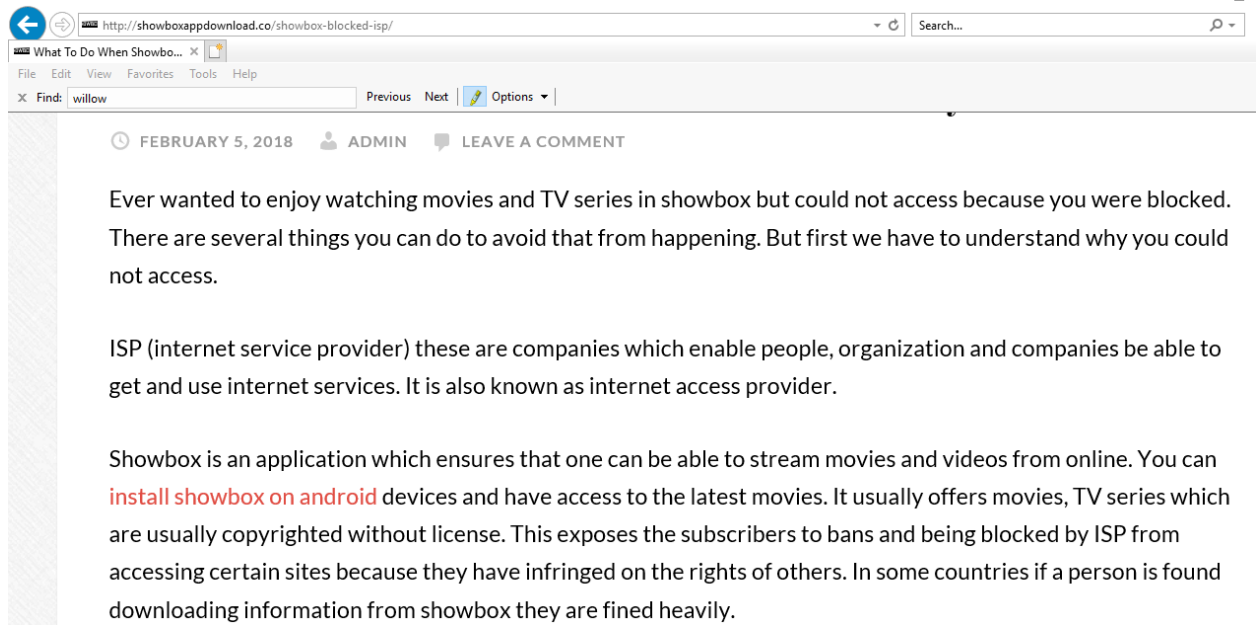 http://showboxappdownload.co/showbox-blocked-isp/
Search...
What To Do When Showbo...
File Edit View Favorites Tools Help
Find: willow Previous Next Options
FEBRUARY 5, 2018 ADMIN LEAVE A COMMENT
Ever wanted to enjoy watching movies and TV series in showbox but could not access because you were blocked.
There are several things you can do to avoid that from happening. But first we have to understand why you could
not access.
ISP (internet service provider) these are companies which enable people, organization and companies be able to
get and use internet services. It is also known as internet access provider.
Showbox is an application which ensures that one can be able to stream movies and videos from online. You can
install showbox on android devices and have access to the latest movies. It usually offers movies, TV series which
are usually copyrighted without license. This exposes the subscribers to bans and being blocked by ISP from
accessing certain sites because they have infringed on the rights of others. In some countries if a person is found
downloading information from showbox they are fined heavily.